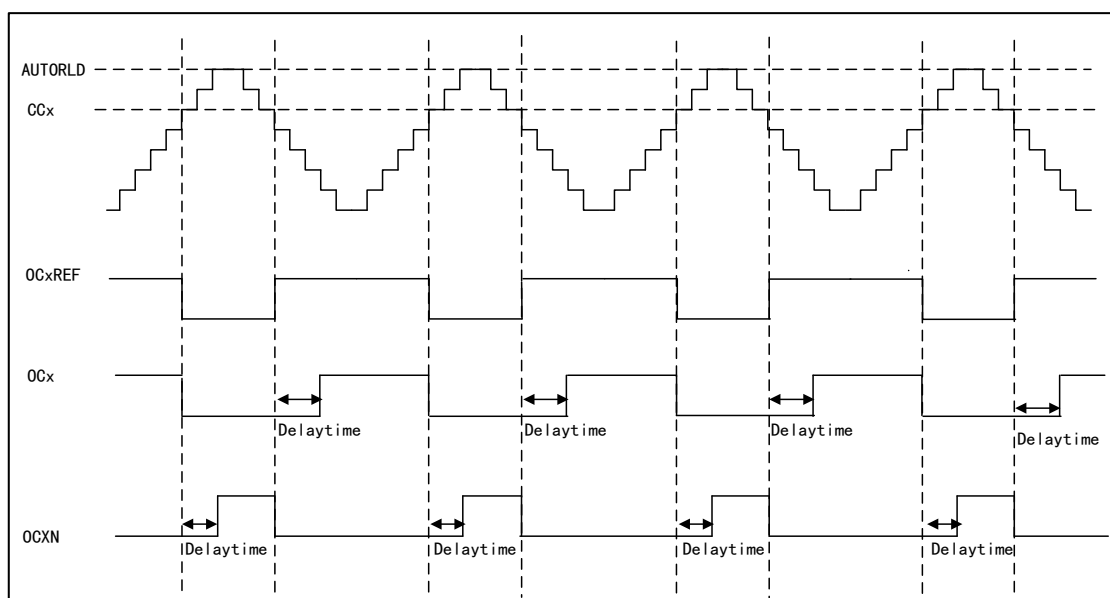 AUTORLD
CCx
OCxREF
OCx
Delaytime
Delaytime
Delaytime
Delaytime
OCXN
Delaytime
Delaytime
Delaytime
Delaytime